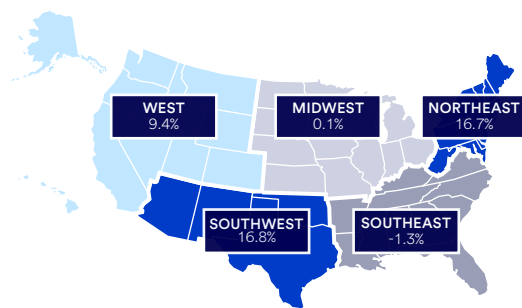 WEST
9.4%
MIDWEST
0.1%
NORTHEAST
16.7%
SOUTHWEST
16.8%
SOUTHEAST
-1.3%